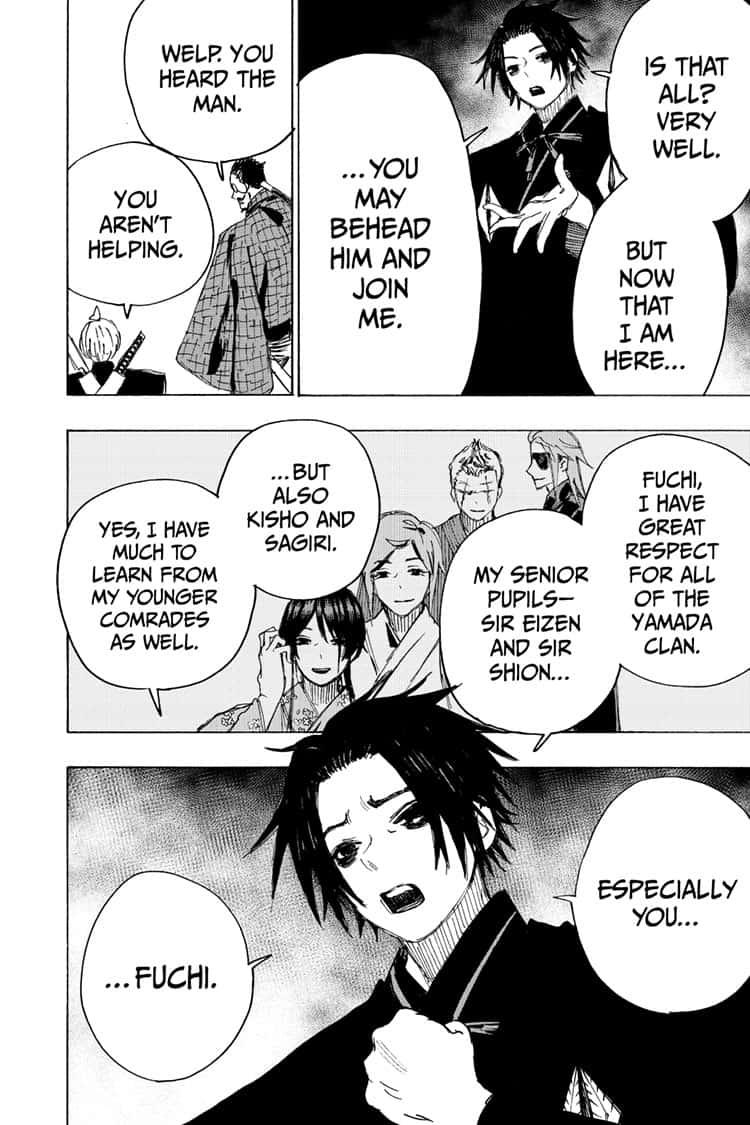 IS THAT
ALL?
VERY
WELL.
BUT
NOW
THAT
I AM
HERE...
...YOU
MAY
BEHEAD
HIM AND
JOIN
ME.
WELP. YOU
HEARD THE
MAN.
YOU
AREN'T
HELPING.
FUCHI,
I HAVE
GREAT
RESPECT
FOR ALL
OF THE
YAMADA
CLAN.
MY SENIOR
PUPILS—
SIR EIZEN
AND SIR
SHION...
...BUT
ALSO
KISHO AND
SAGIRI.
YES, I HAVE
MUCH TO
LEARN FROM
MY YOUNGER
COMRADES
AS WELL.
ESPECIALLY
YOU...
...FUCHI.